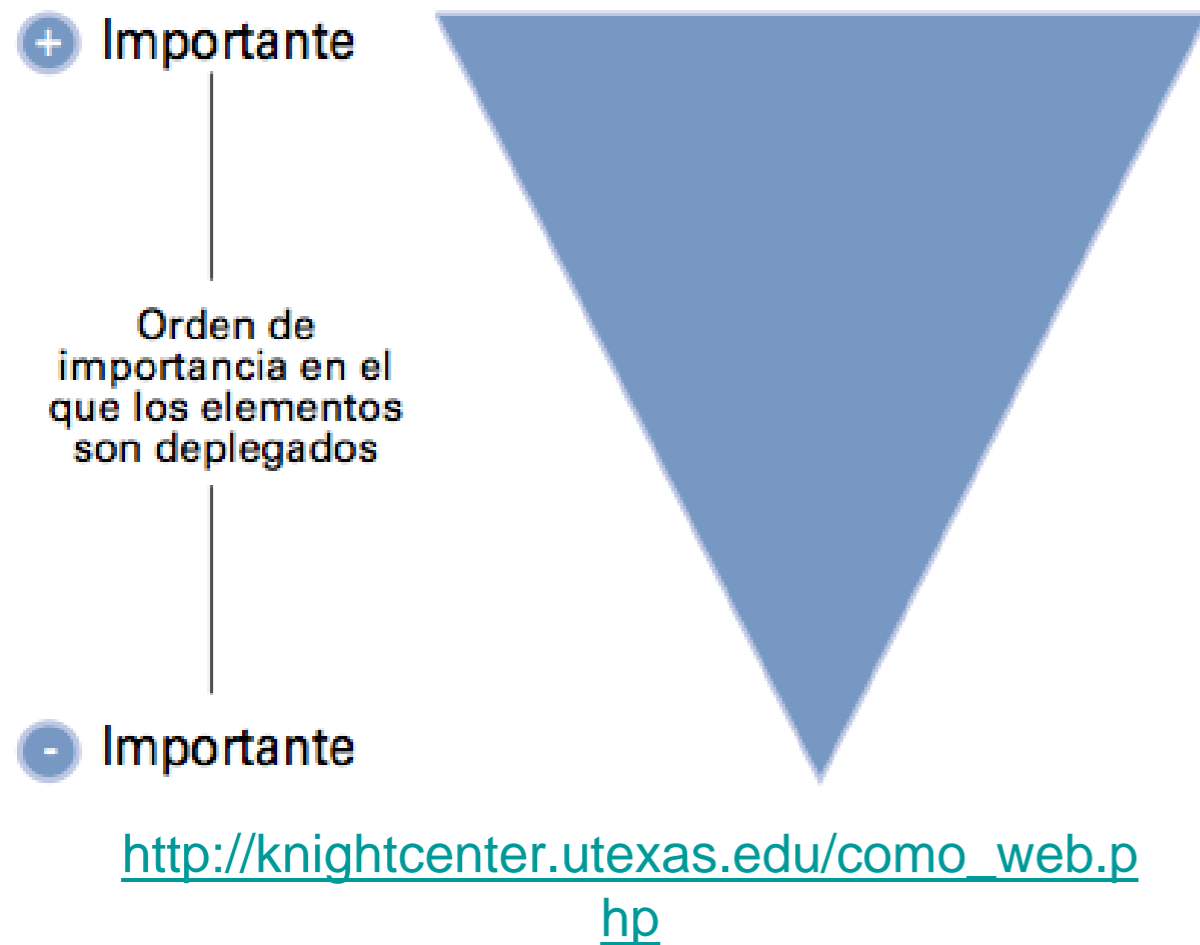 + Importante
Orden de
importancia en el
que los elementos
son deplegados
- Importante
http://knightcenter.utexas.edu/como_web.p
hp